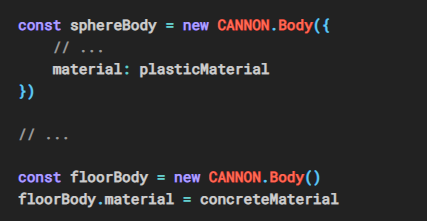 const sphereBody = new CANNON.Body({
    // ...
    material: plasticMaterial
})

// ...

const floorBody = new CANNON.Body()
floorBody.material = concreteMaterial